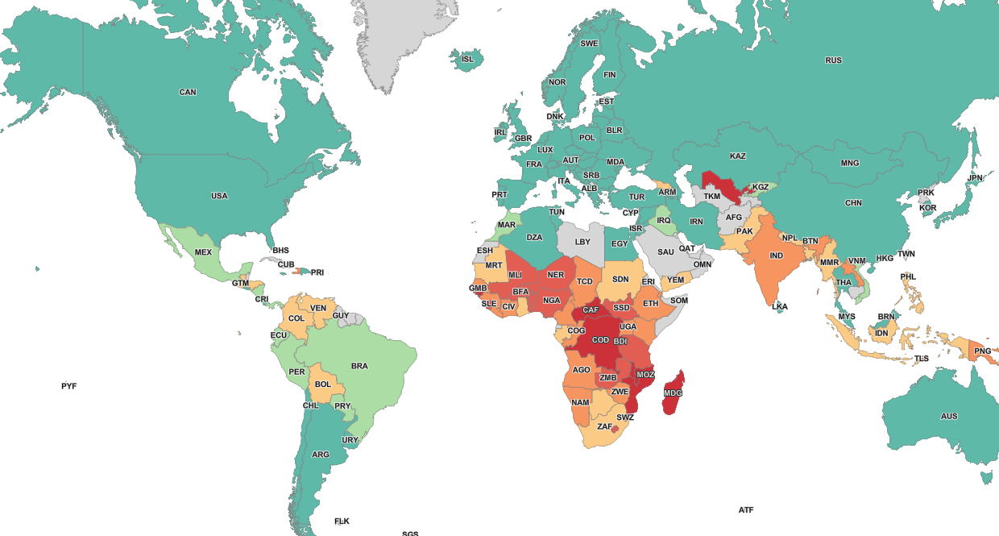 SWE
ISL
RUS
FIN
NOR
CAN
EST
DNK
IRL
BLR
GBR
POL
LUX
KAZ
AUT
MDA
FRA
MNG
SRB
JPN
ITA
ALB
KGZ
ARM
PRK
USA
PRT
TUR
TKM
CHN
KOR
TUN
CYP
AFG
IRQ
IRN
MAR
ISR
PAK
DZA
NPL
BTN
LBY
EGY
QAT
BHS
ESH
SAU
MEX
TWN
IND
HKG
CUB
MRT
OMN
MMR
VNM
PRI
MLI
NER
PHL
SDN
YEM
GTM
TCD
ERI
THA
GMB
BFA
CRI
NGA
SOM
SLE
CIV
ETH
LKA
VEN
CAF
SSD
GUY
COL
MYS
BRN
UGA
COG
IDN
ECU
COD
BDI
PNG
TLS
BRA
AGO
PER
MOZ
ZMB
BOL
PYF
ZWE
MDG
NAM
CHL
PRY
AUS
SWZ
ZAF
URY
ARG
ATF
FLK
SGS